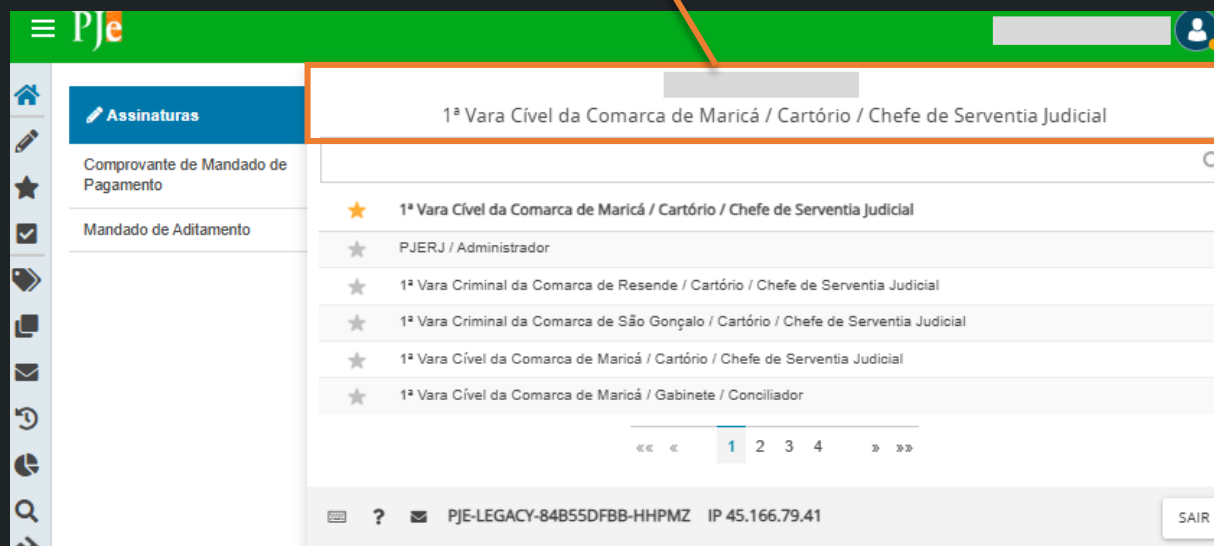 PJe
Assinaturas
Comprovante de Mandado de
Pagamento
Mandado de Aditamento
1ª Vara Cível da Comarca de Maricá / Cartório / Chefe de Serventia Judicial
1ª Vara Cível da Comarca de Maricá / Cartório / Chefe de Serventia Judicial
PJERJ / Administrador
1ª Vara Criminal da Comarca de Resende / Cartório / Chefe de Serventia Judicial
1ª Vara Criminal da Comarca de São Gonçalo / Cartório / Chefe de Serventia Judicial
1ª Vara Cível da Comarca de Maricá / Cartório / Chefe de Serventia Judicial
1ª Vara Cível da Comarca de Maricá / Gabinete / Conciliador
«« « 1 2 3 4 » »»
? PJE-LEGACY-84B55DFBB-HHPMZ IP 45.166.79.41 SAIR